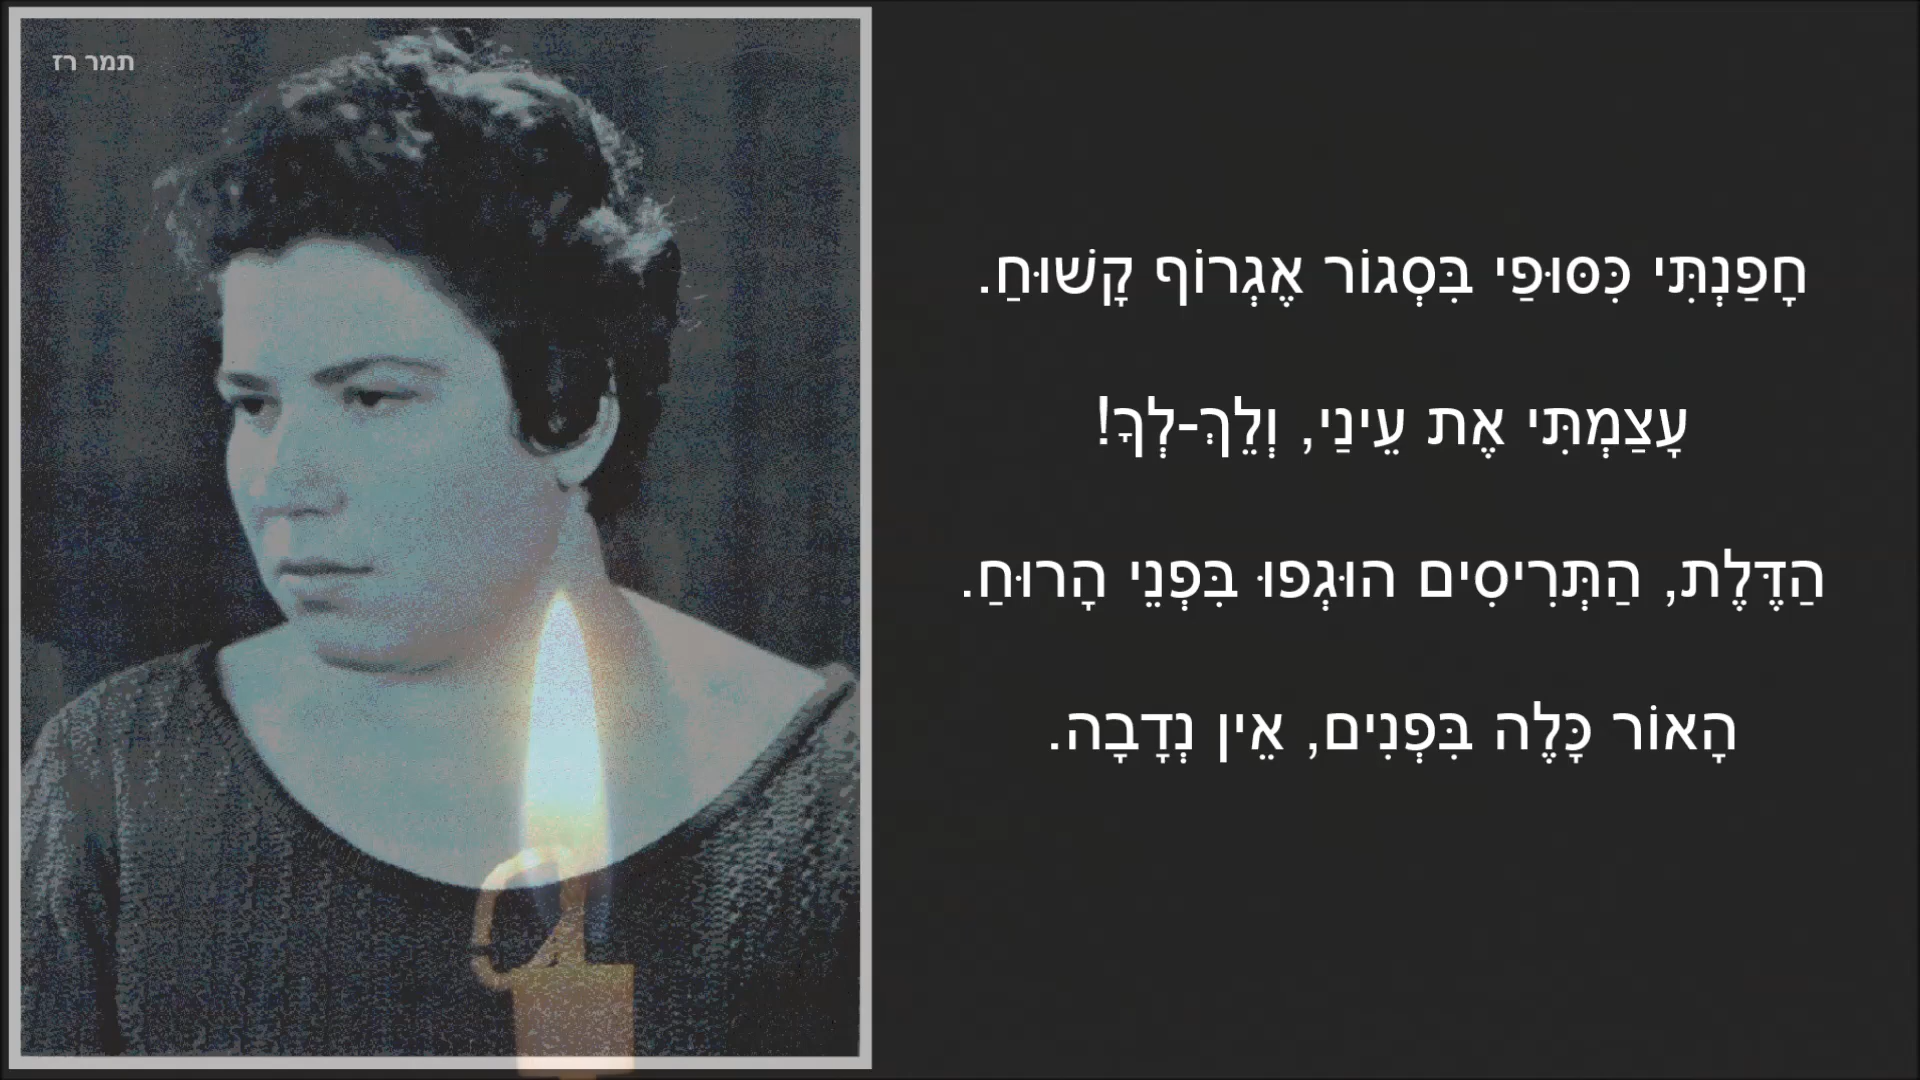 תמר רז
חָפַנְתִּי כִּסּוּפַי בִּסְגוֹר אֶגְרוֹף קָשׁוּחַ.
עָצַמְתִּי אֶת עֵינַי, וְלֵךְ-לְךָ!
הַדֶּלֶת, הַתְּרִיסִים הוּגְפוּ בִּפְנֵי הָרוּחַ.
הָאוֹר כָּלֶה בִּפְנִים, אֵין נְדָבָה.